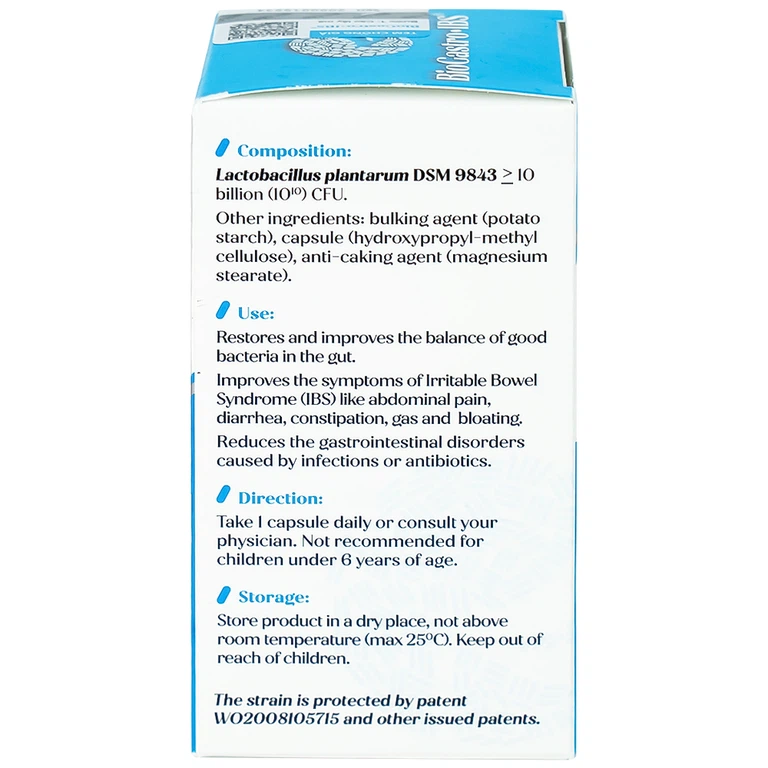 BioGastro IBS
TEM CHỐNG GIẢ
Composition:
Lactobacillus plantarum DSM 9843 ≥ 10
billion (10¹⁰) CFU.
Other ingredients: bulking agent (potato
starch), capsule (hydroxypropyl-methyl
cellulose), anti-caking agent (magnesium
stearate).
Use:
Restores and improves the balance of good
bacteria in the gut.
Improves the symptoms of Irritable Bowel
Syndrome (IBS) like abdominal pain,
diarrhea, constipation, gas and bloating.
Reduces the gastrointestinal disorders
caused by infections or antibiotics.
Direction:
Take 1 capsule daily or consult your
physician. Not recommended for
children under 6 years of age.
Storage:
Store product in a dry place, not above
room temperature (max 25ºC). Keep out of
reach of children.
The strain is protected by patent
WO2008105715 and other issued patents.